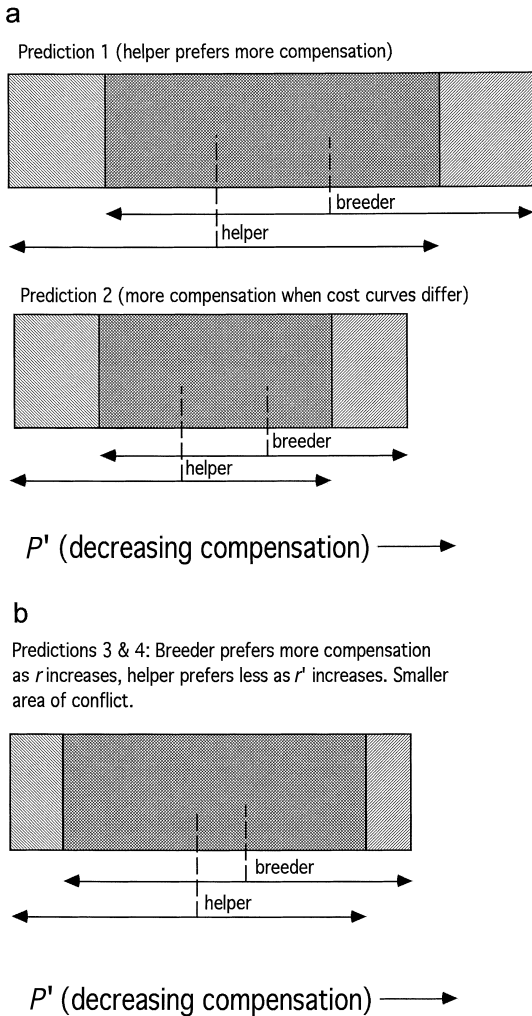 a
Prediction 1 (helper prefers more compensation)
breeder
helper
Prediction 2 (more compensation when cost curves differ)
breeder
helper
P' (decreasing compensation)
b
Predictions 3 & 4: Breeder prefers more compensation
as r increases, helper prefers less as r' increases. Smaller
area of conflict.
breeder
helper
P' (decreasing compensation)